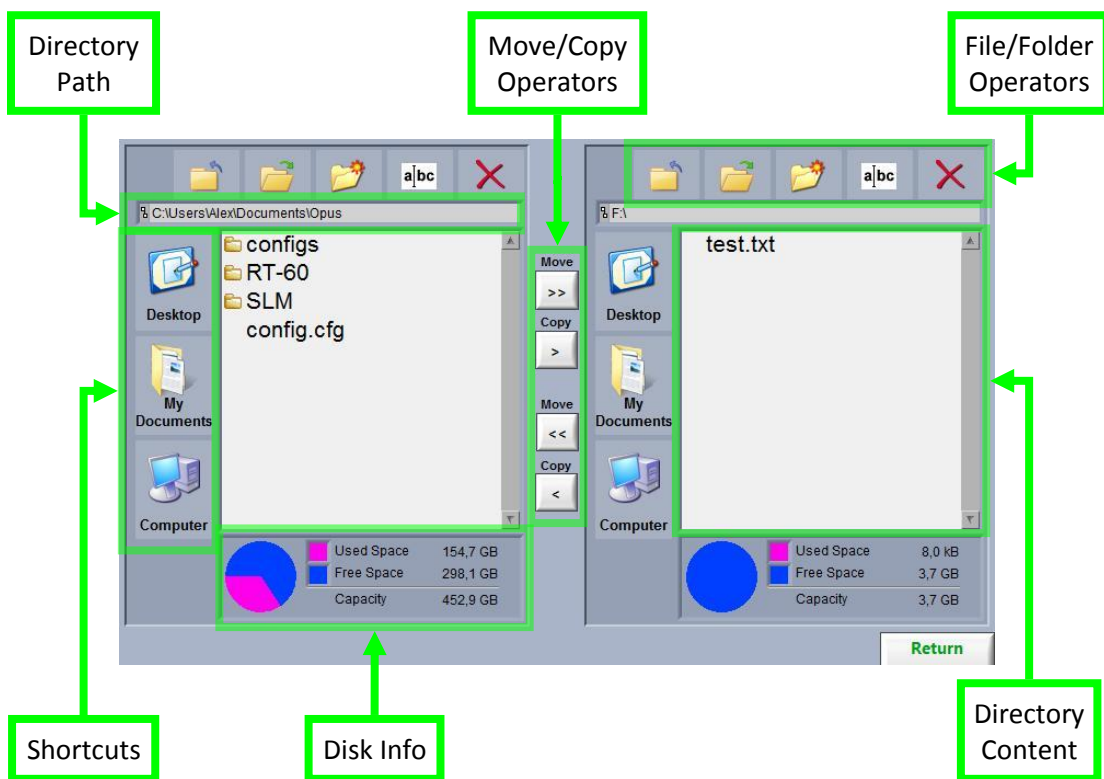 Directory
Path
Move/Copy
Operators
File/Folder
Operators
a bc
C:\Users\Alex\Documents\Opus
configs
RT-60
SLM
config.cfg
Desktop
My
Documents
Computer
Used Space 154,7 GB
Free Space 298,1 GB
Capacity 452,9 GB
Move
>>
Copy
>
Move
<<
Copy
<
a bc
F:\
test.txt
Desktop
My
Documents
Computer
Used Space 8,0 kB
Free Space 3,7 GB
Capacity 3,7 GB
Return
Shortcuts
Disk Info
Directory
Content